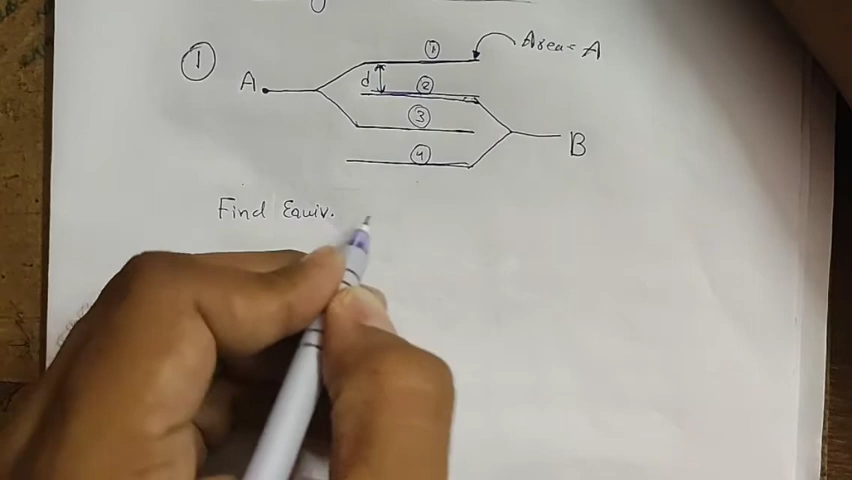 ① Area = A
A
①
d ②
③
④
B
Find Equiv.